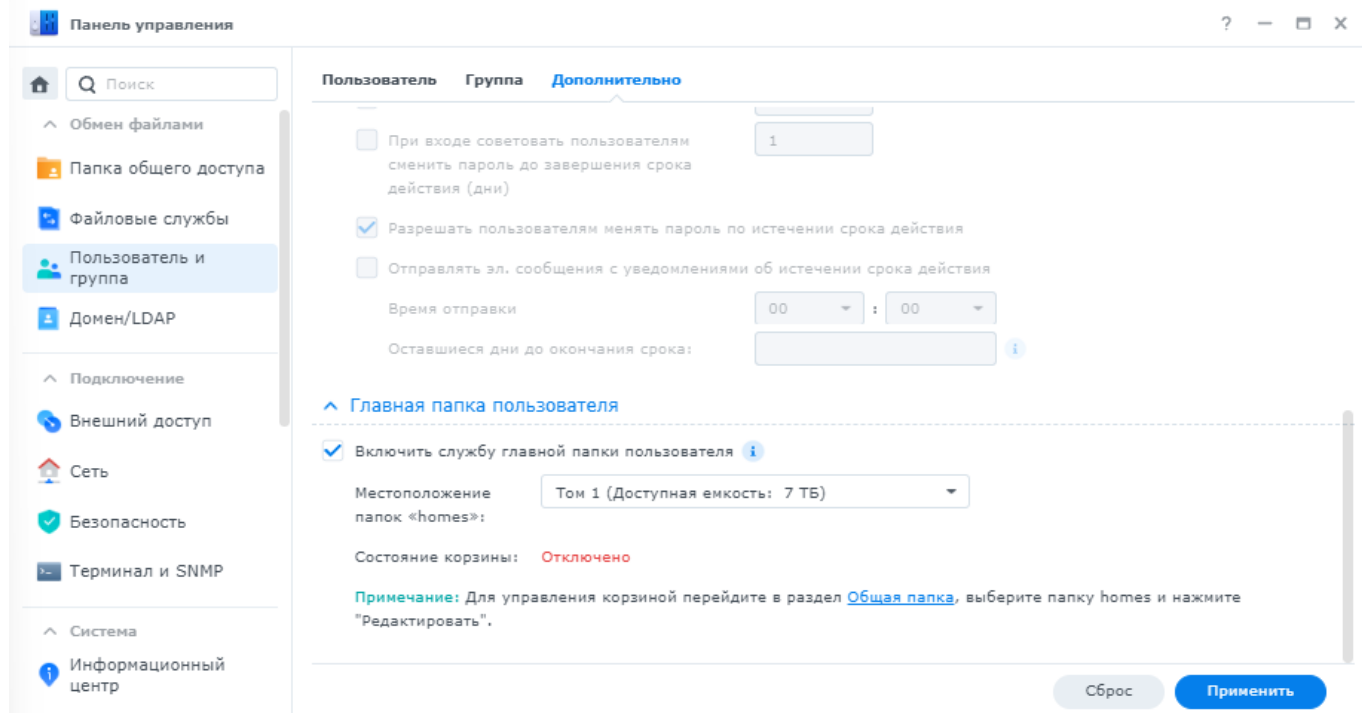 Панель управления
?
Поиск
Обмен файлами
Папка общего доступа
Файловые службы
Пользователь и
группа
Домен/LDAP
Подключение
Внешний доступ
Сеть
Безопасность
Терминал и SNMP
Система
Информационный
центр
Пользователь Группа Дополнительно
При входе советовать пользователям 1
сменить пароль до завершения срока
действия (дни)
Разрешать пользователям менять пароль по истечении срока действия
Отправлять эл. сообщения с уведомлениями об истечении срока действия
Время отправки 00 : 00
Оставшиеся дни до окончания срока: i
Главная папка пользователя
Включить службу главной папки пользователя i
Местоположение Том 1 (Доступная емкость: 7 ТБ)
папок «homes»:
Состояние корзины: Отключено
Примечание: Для управления корзиной перейдите в раздел Общая папка, выберите папку homes и нажмите
"Редактировать".
Сброс Применить